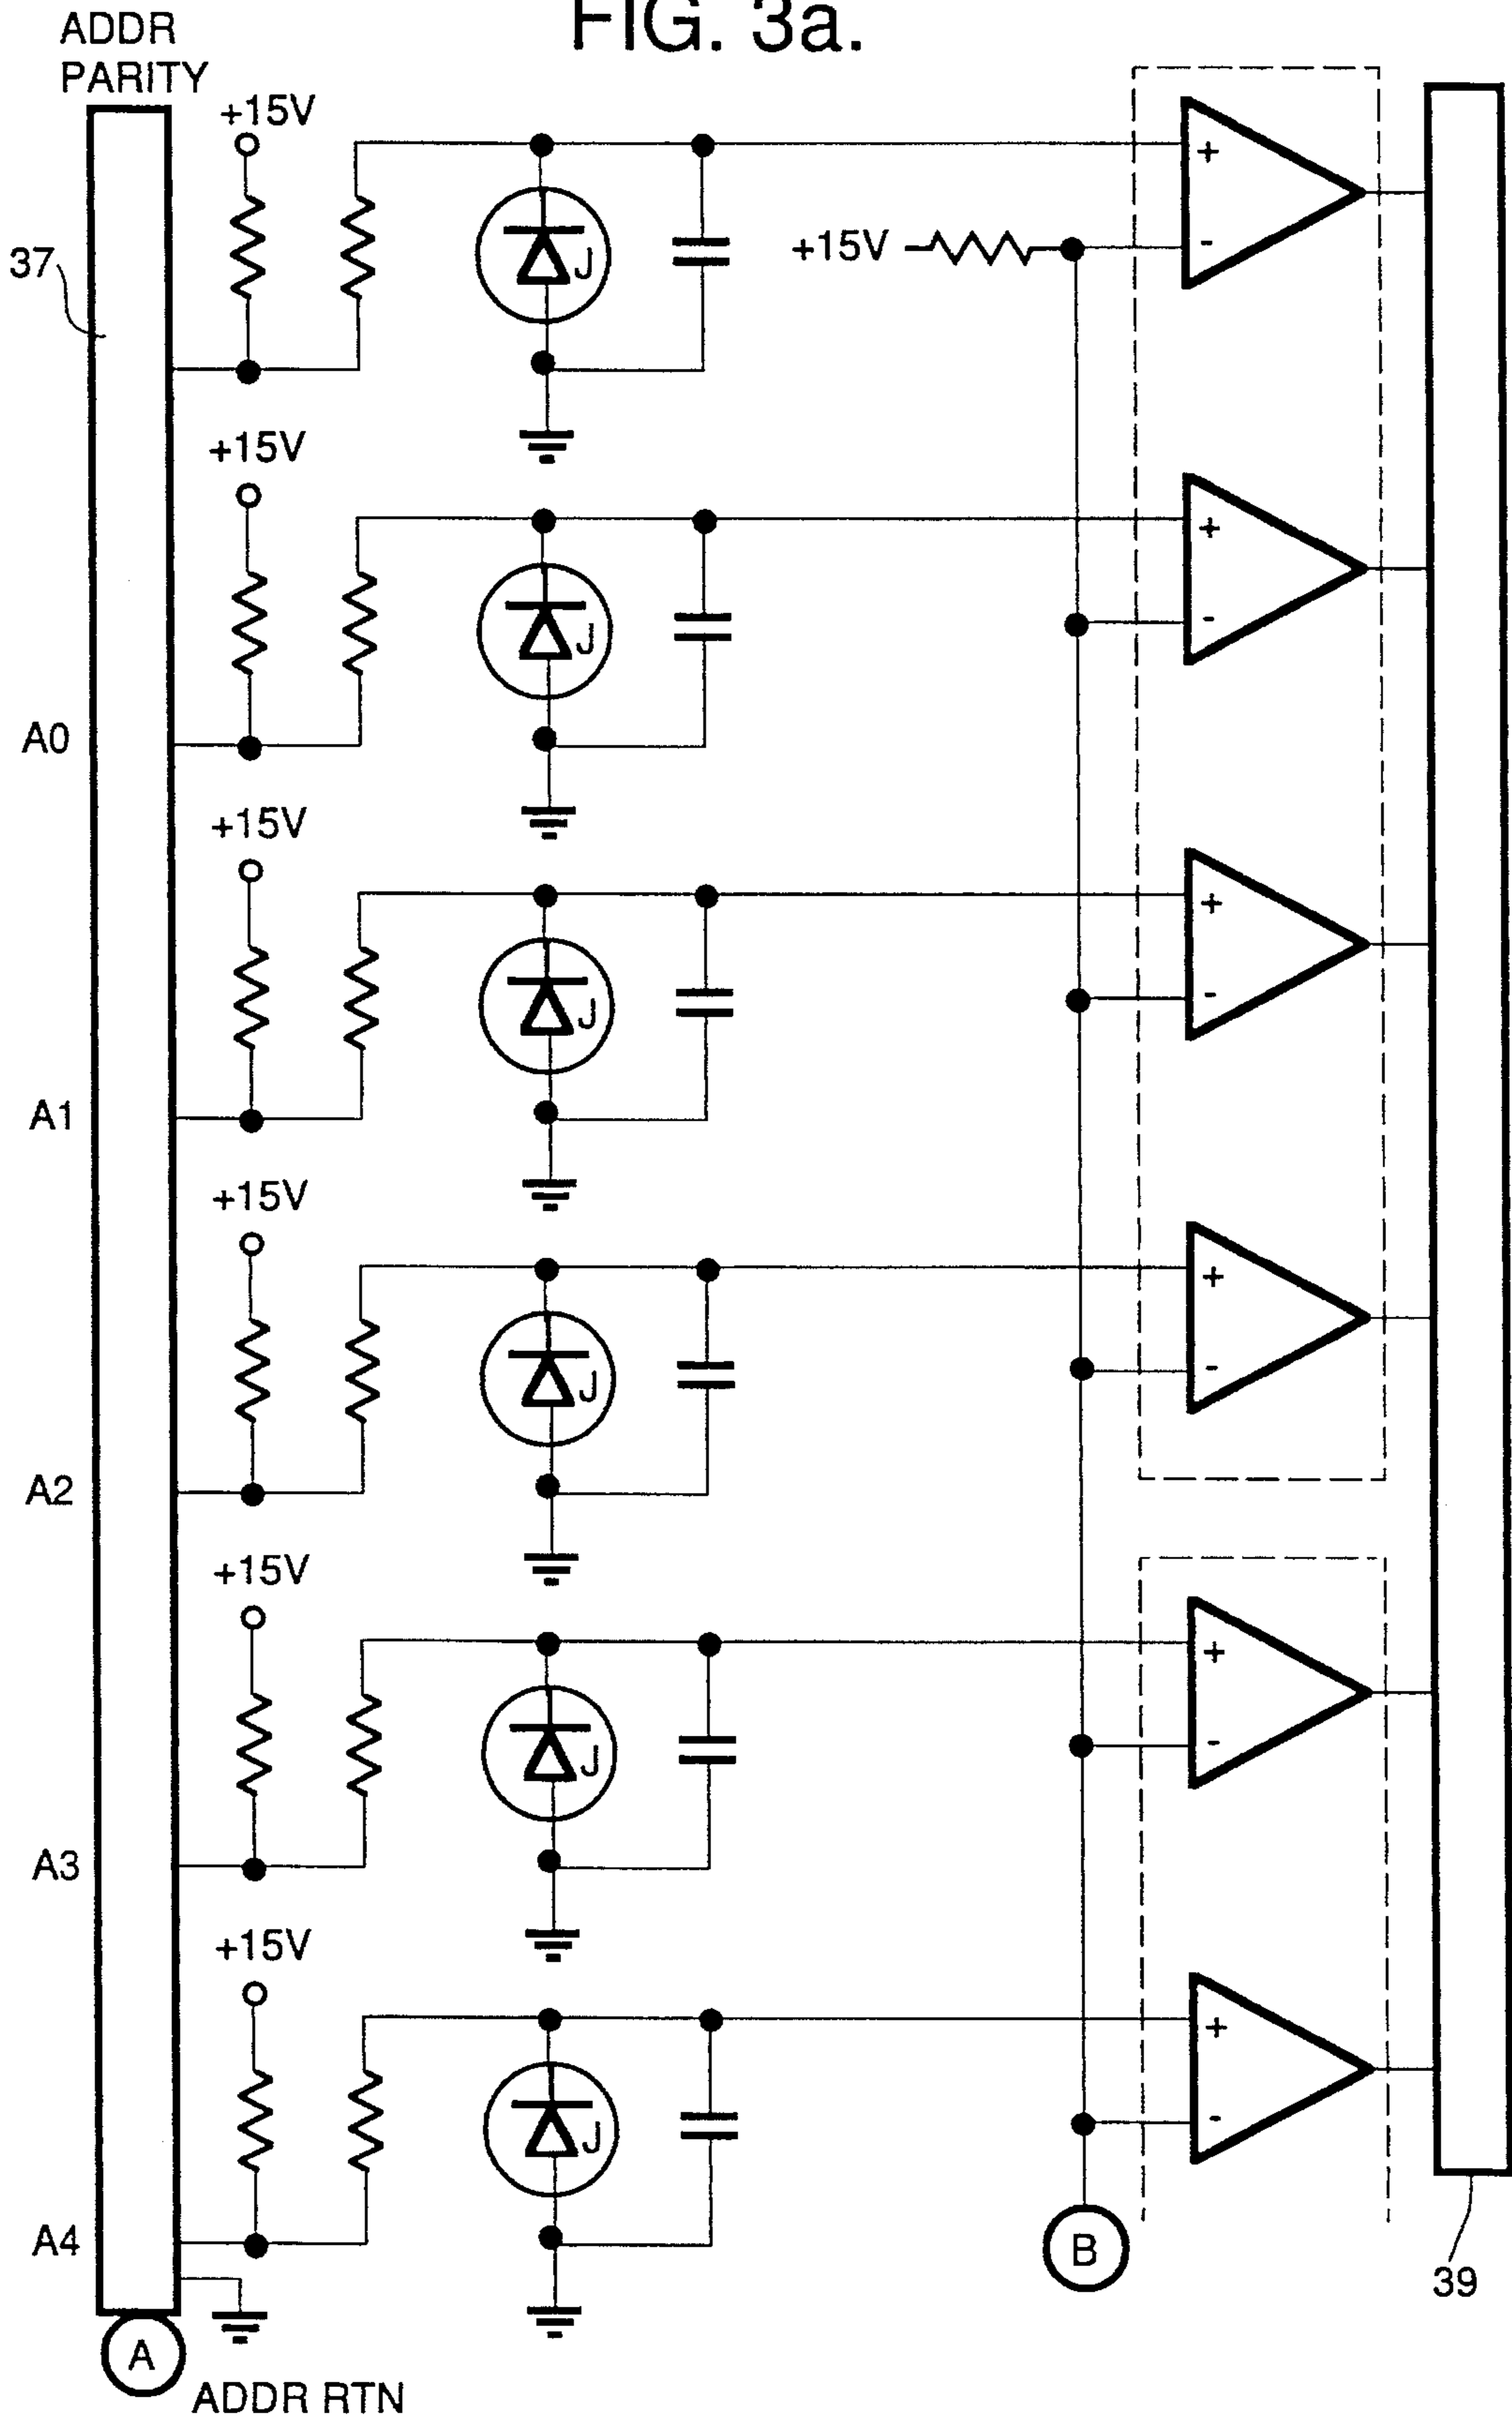 FIG. 3a.
ADDR
PARITY
+15V
+
J
+15V
-
37
+15V
+
J
-
A0
+15V
+
J
-
A1
+15V
+
J
-
A2
+15V
+
J
-
A3
+15V
+
J
-
A4
B
39
A
ADDR RTN